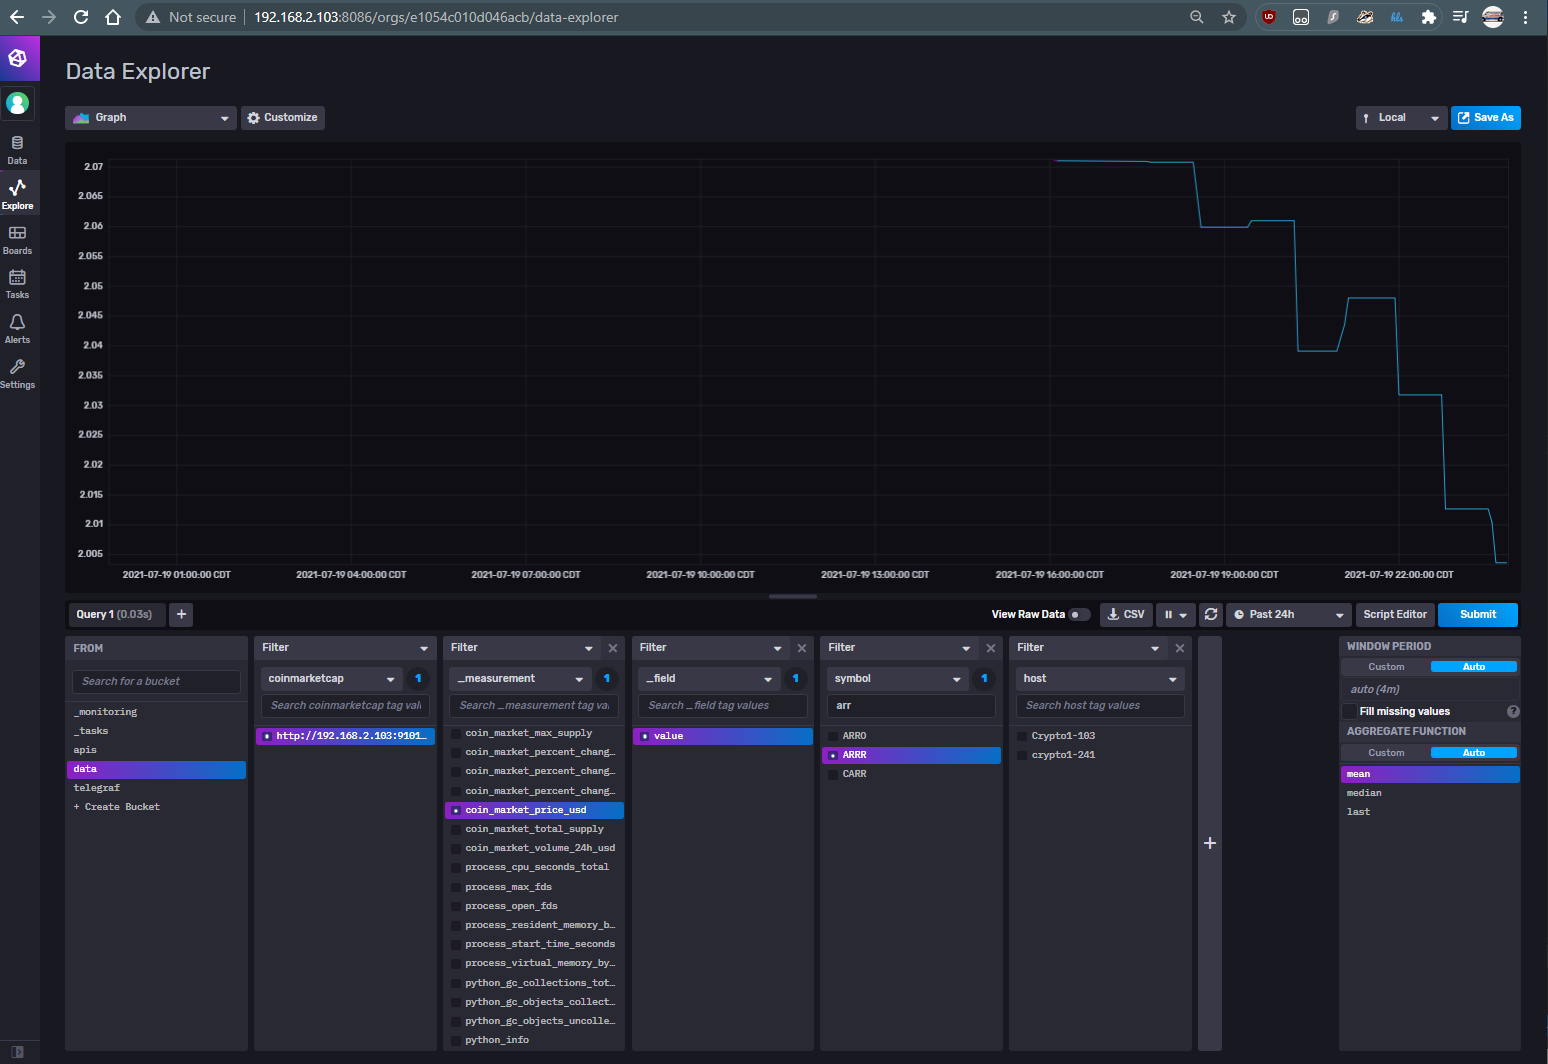 Not secure | 192.168.2.103:8086/orgs/e1054c010d046acb/data-explorer
Data Explorer
Graph
Customize
Local
Save As
Data
Explore
Boards
Tasks
Alerts
Settings
2.07
2.065
2.06
2.055
2.05
2.045
2.04
2.035
2.03
2.025
2.02
2.015
2.01
2.005
2021-07-19 01:00:00 CDT
2021-07-19 04:00:00 CDT
2021-07-19 07:00:00 CDT
2021-07-19 10:00:00 CDT
2021-07-19 13:00:00 CDT
2021-07-19 16:00:00 CDT
2021-07-19 19:00:00 CDT
2021-07-19 22:00:00 CDT
Query 1 (0.03s)
+
View Raw Data
CSV
Past 24h
Script Editor
Submit
FROM
Search for a bucket
_monitoring
_tasks
apis
data
telegraf
+ Create Bucket
Filter
coinmarketcap
1
Search coinmarketcap tag val
http://192.168.2.103:9101…
Filter
_measurement
1
Search _measurement tag va
coin_market_max_supply
coin_market_percent_chang…
coin_market_percent_chang…
coin_market_percent_chang…
coin_market_price_usd
coin_market_total_supply
coin_market_volume_24h_usd
process_cpu_seconds_total
process_max_fds
process_open_fds
process_resident_memory_b…
process_start_time_seconds
process_virtual_memory_by…
python_gc_collections_tot…
python_gc_objects_collect…
python_gc_objects_uncolle…
python_info
Filter
_field
1
Search _field tag values
value
Filter
symbol
1
arr
ARRO
ARRR
CARR
Filter
host
Search host tag values
Crypto1-103
crypto1-241
+
WINDOW PERIOD
Custom
Auto
auto (4m)
Fill missing values
?
AGGREGATE FUNCTION
Custom
Auto
mean
median
last